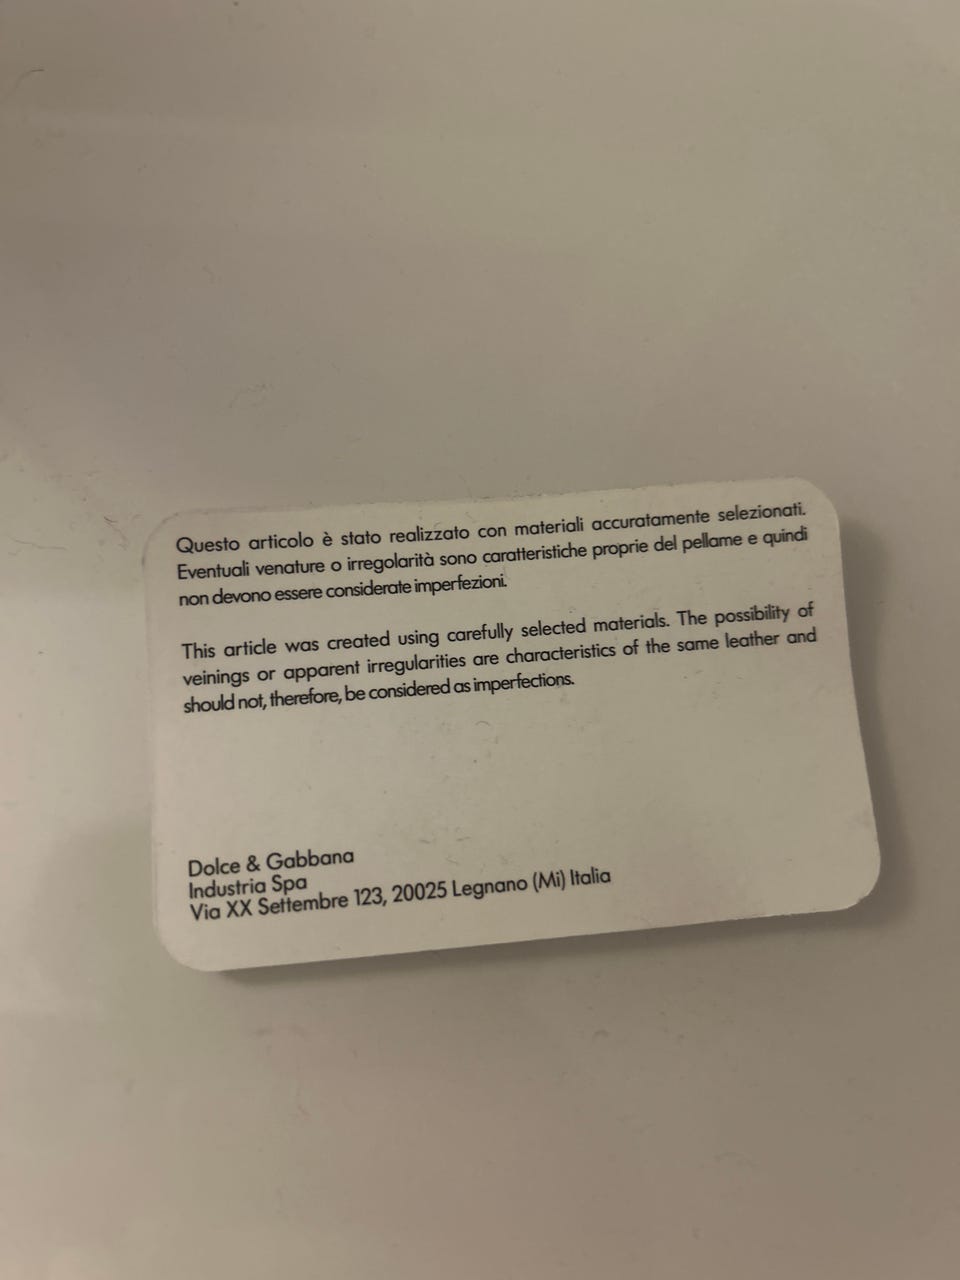 Questo articolo è stato realizzato con materiali accuratamente selezionati.
Eventuali venature o irregolarità sono caratteristiche proprie del pellame e quindi
non devono essere considerate imperfezioni.
This article was created using carefully selected materials. The possibility of
veinings or apparent irregularities are characteristics of the same leather and
should not, therefore, be considered as imperfections.
Dolce & Gabbana
Industria Spa
Via XX Settembre 123, 20025 Legnano (Mi) Italia